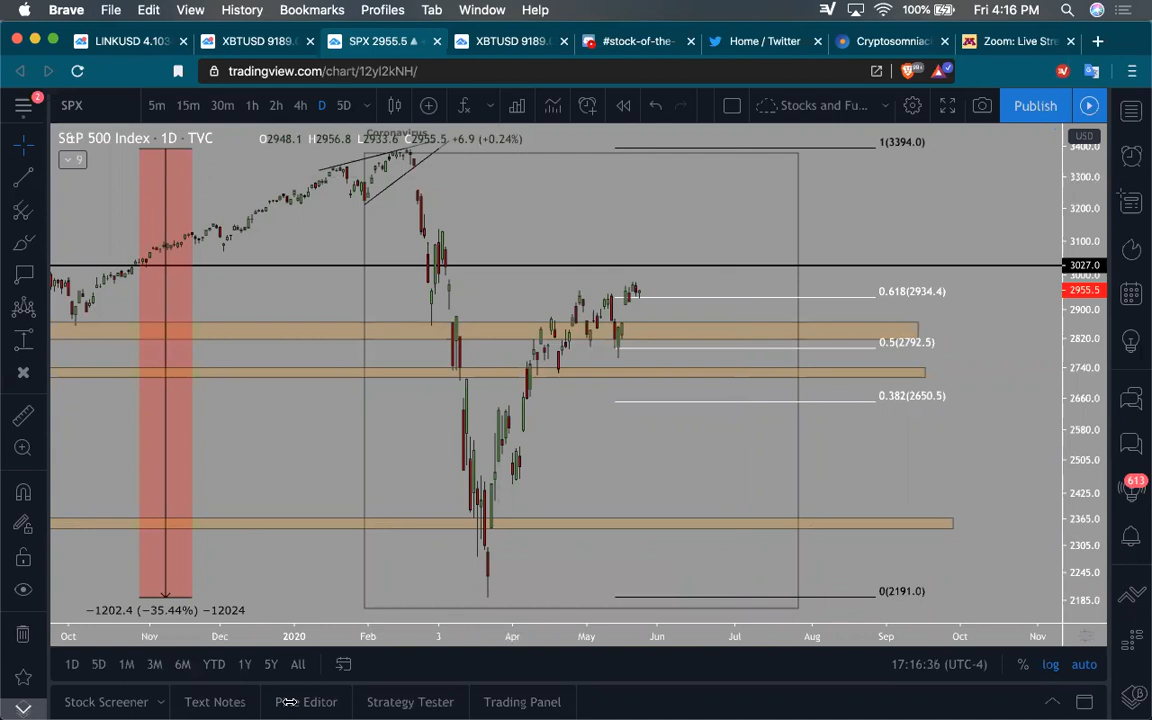 Brave File Edit View History Bookmarks Profiles Tab Window Help 100% Fri 4:16 PM
LINKUSD 4.103 XBTUSD 9189.0 SPX 2955.5 XBTUSD 9189.0 #stock-of-the- Home / Twitter Cryptosomniac Zoom: Live Stre
tradingview.com/chart/12yl2kNH/ 99+
2 SPX 5m 15m 30m 1h 2h 4h D 5D Stocks and Fu... Publish
Coronavirus
S&P 500 Index · 1D · TVC O2948.1 H2956.8 L2933.6 C2955.5 +6.9 (+0.24%)
9
USD
1(3394.0)
3400.0
3300.0
3200.0
3100.0
3027.0
3000.0
2955.5
0.618(2934.4)
2900.0
2820.0
0.5(2792.5)
2740.0
0.382(2650.5)
2660.0
2580.0
2505.0
613
2425.0
2365.0
2305.0
2245.0
0(2191.0)
2185.0
−1202.4 (−35.44%) −12024
Oct Nov Dec 2020 Feb 3 Apr May Jun Jul Aug Sep Oct Nov
1D 5D 1M 3M 6M YTD 1Y 5Y All 17:16:36 (UTC-4) % log auto
Stock Screener Text Notes Editor Strategy Tester Trading Panel